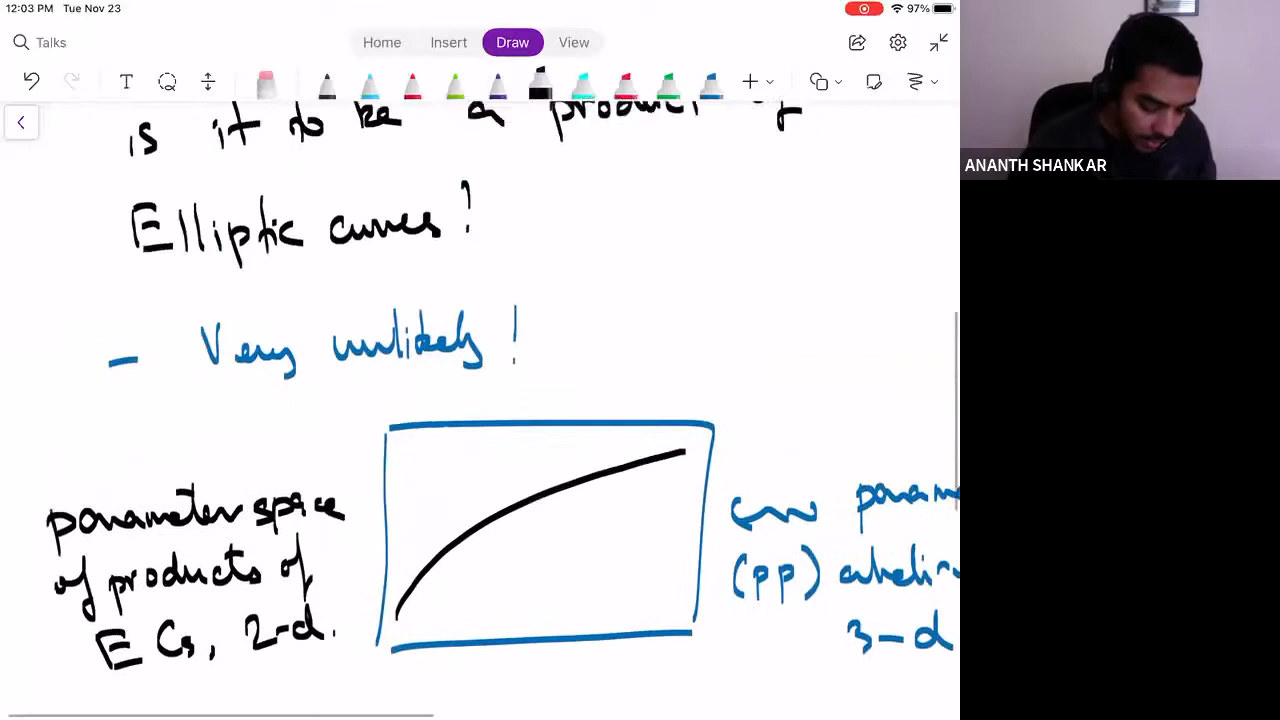 12:03 PM Tue Nov 23
97%
Talks
Home Insert Draw View
is it to be a product of
Elliptic curves?
- Very unlikely!
parameter space
of products of
ECs, 2-d.
(pp)
3-d
ANANTH SHANKAR